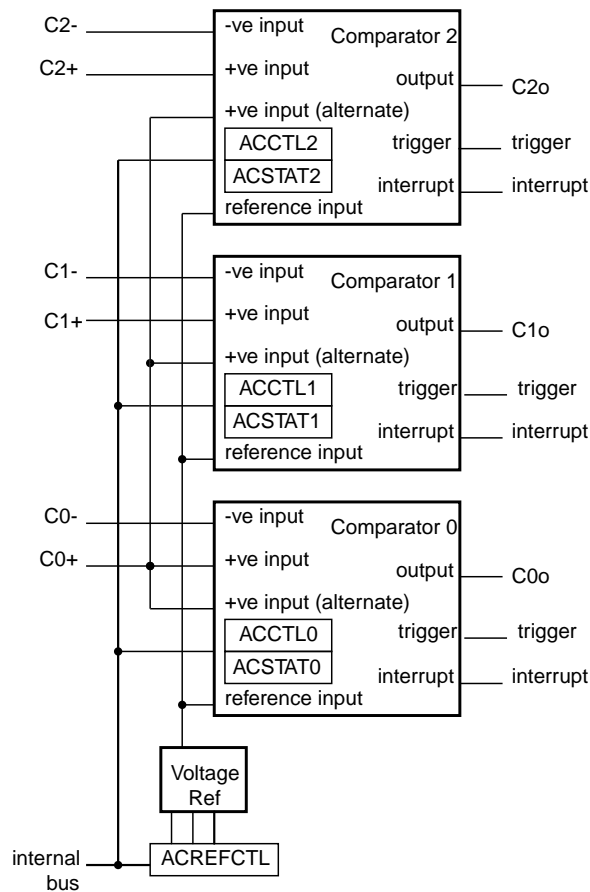 C2-
-ve input
Comparator 2
C2+
+ve input
output
C2o
+ve input (alternate)
ACCTL2
trigger
trigger
ACSTAT2
interrupt
interrupt
reference input
C1-
-ve input
Comparator 1
C1+
+ve input
output
C1o
+ve input (alternate)
ACCTL1
trigger
trigger
ACSTAT1
interrupt
interrupt
reference input
C0-
-ve input
Comparator 0
C0+
+ve input
output
C0o
+ve input (alternate)
ACCTL0
trigger
trigger
ACSTAT0
interrupt
interrupt
reference input
Voltage
Ref
internal
bus
ACREFCTL